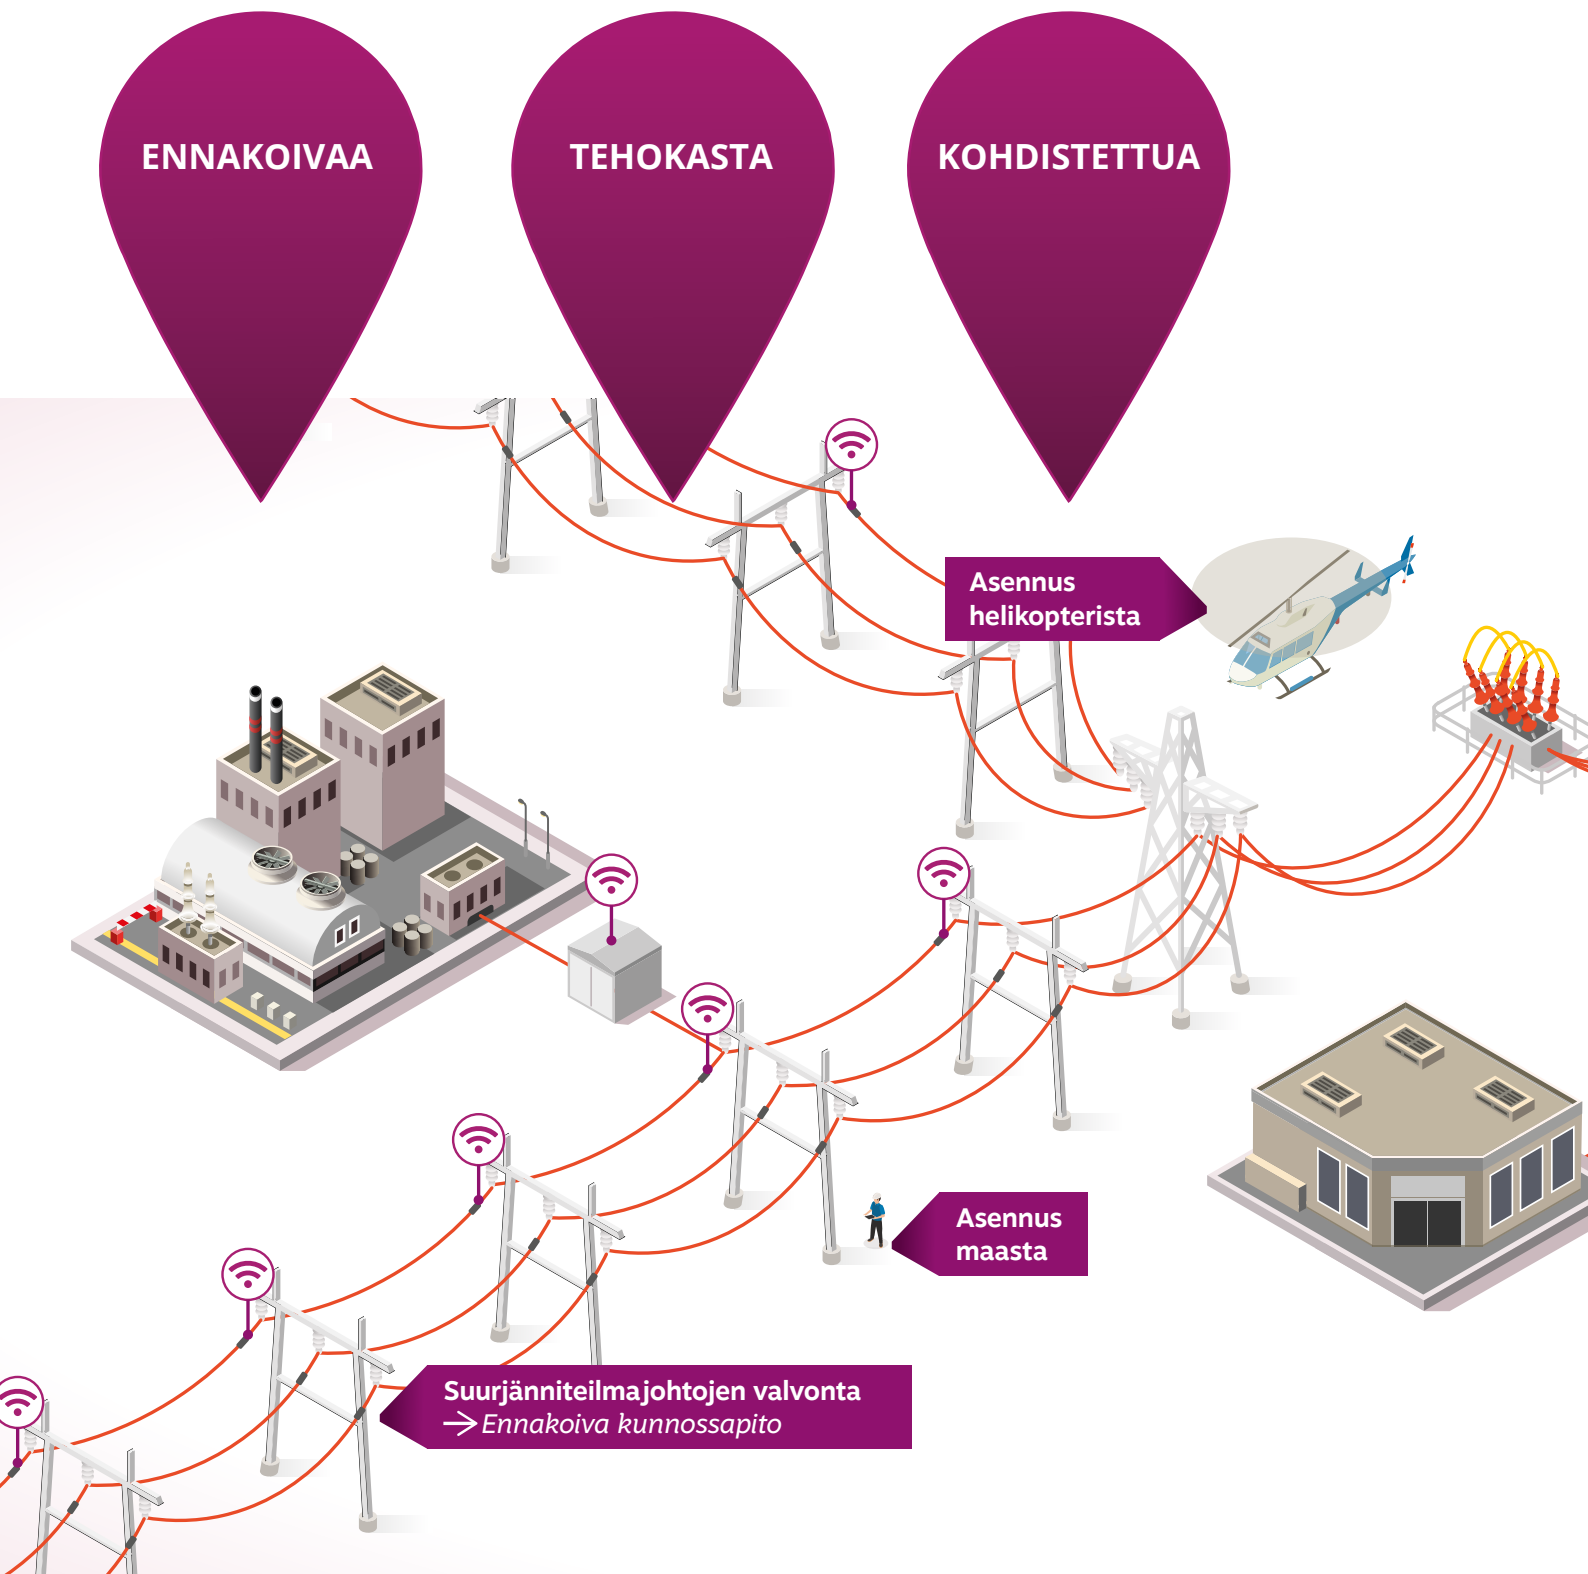 ENNAKOIVAA
TEHOKASTA
KOHDISTETTUA
Asennus
helikopterista
Asennus
maasta
Suurjänniteilmajohtojen valvonta
→ Ennakoiva kunnossapito